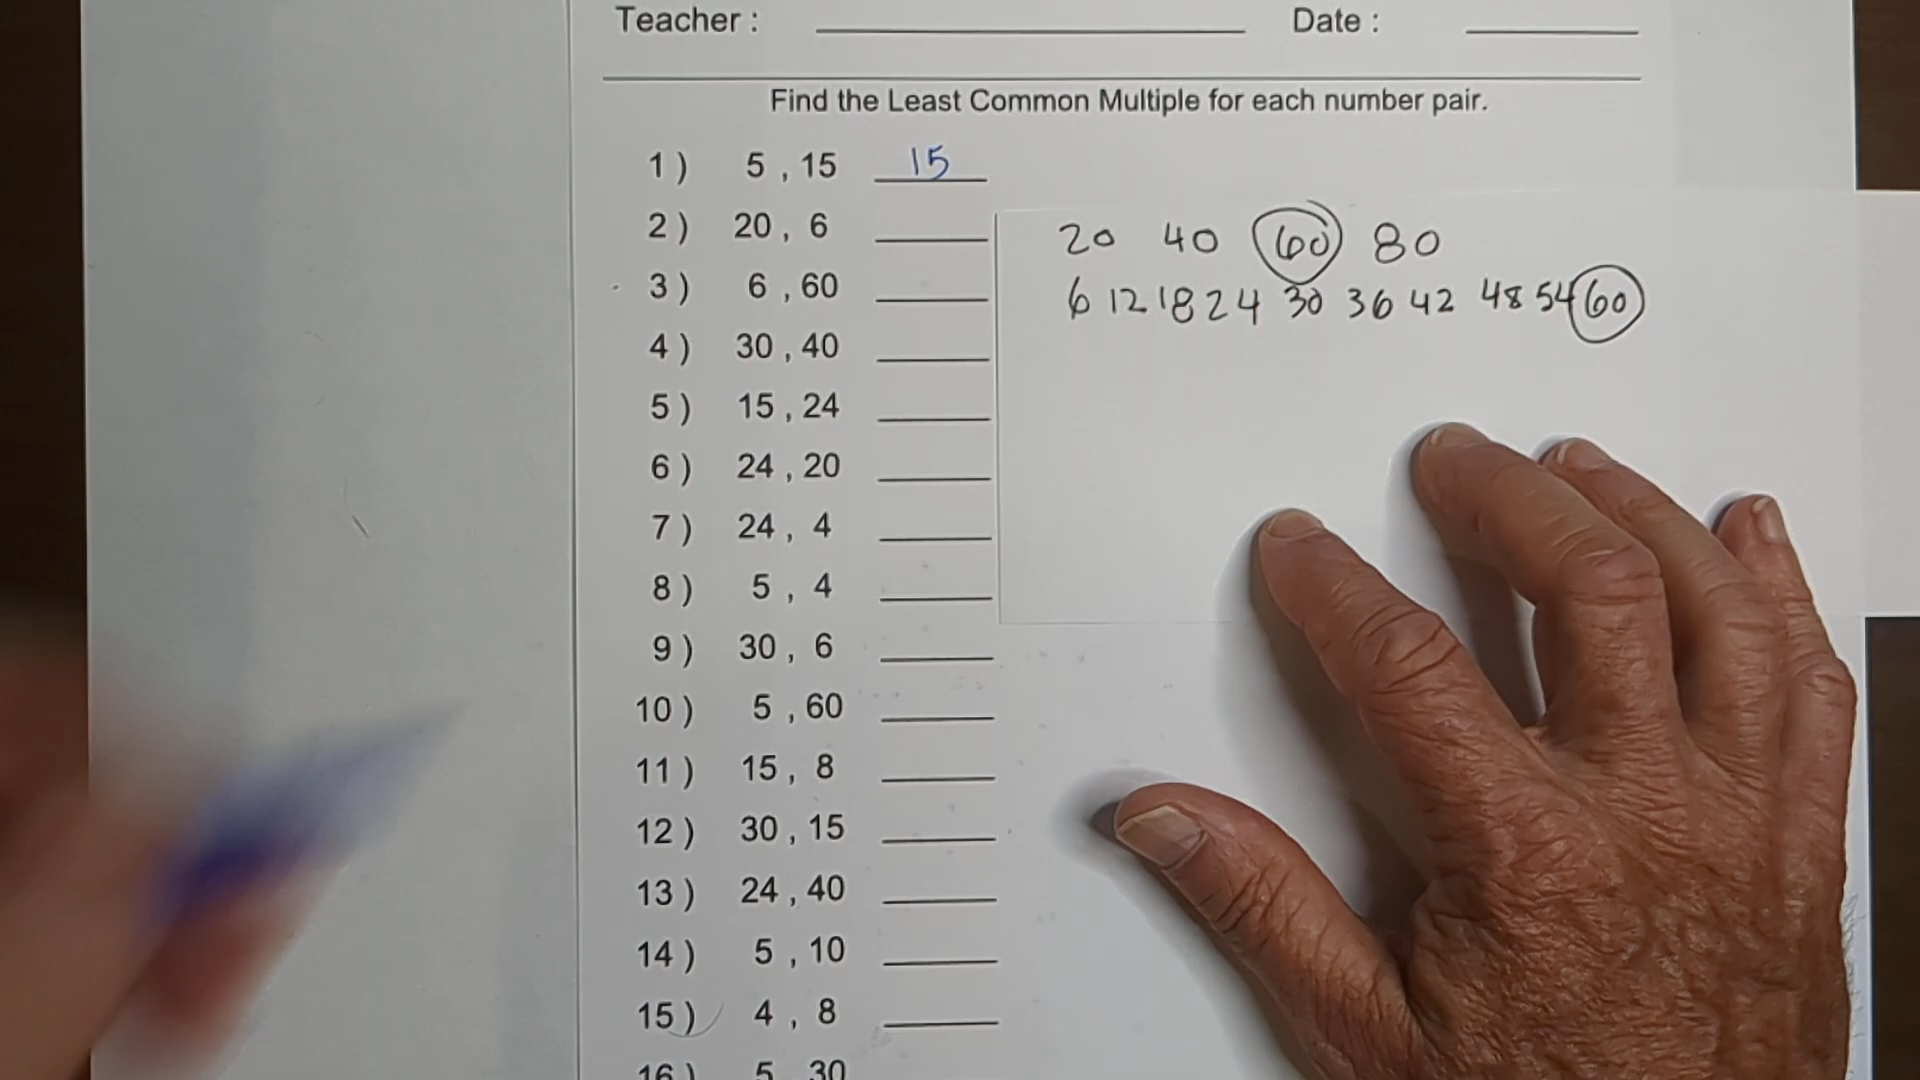 Teacher : Date :
Find the Least Common Multiple for each number pair.
1 ) 5 , 15 15
2 ) 20 , 6
3 ) 6 , 60
4 ) 30 , 40
5 ) 15 , 24
6 ) 24 , 20
7 ) 24 , 4
8 ) 5 , 4
9 ) 30 , 6
10 ) 5 , 60
11 ) 15 , 8
12 ) 30 , 15
13 ) 24 , 40
14 ) 5 , 10
15 ) 4 , 8
16 ) 5 30
20 40 60 80
6 12 18 24 30 36 42 48 54 60